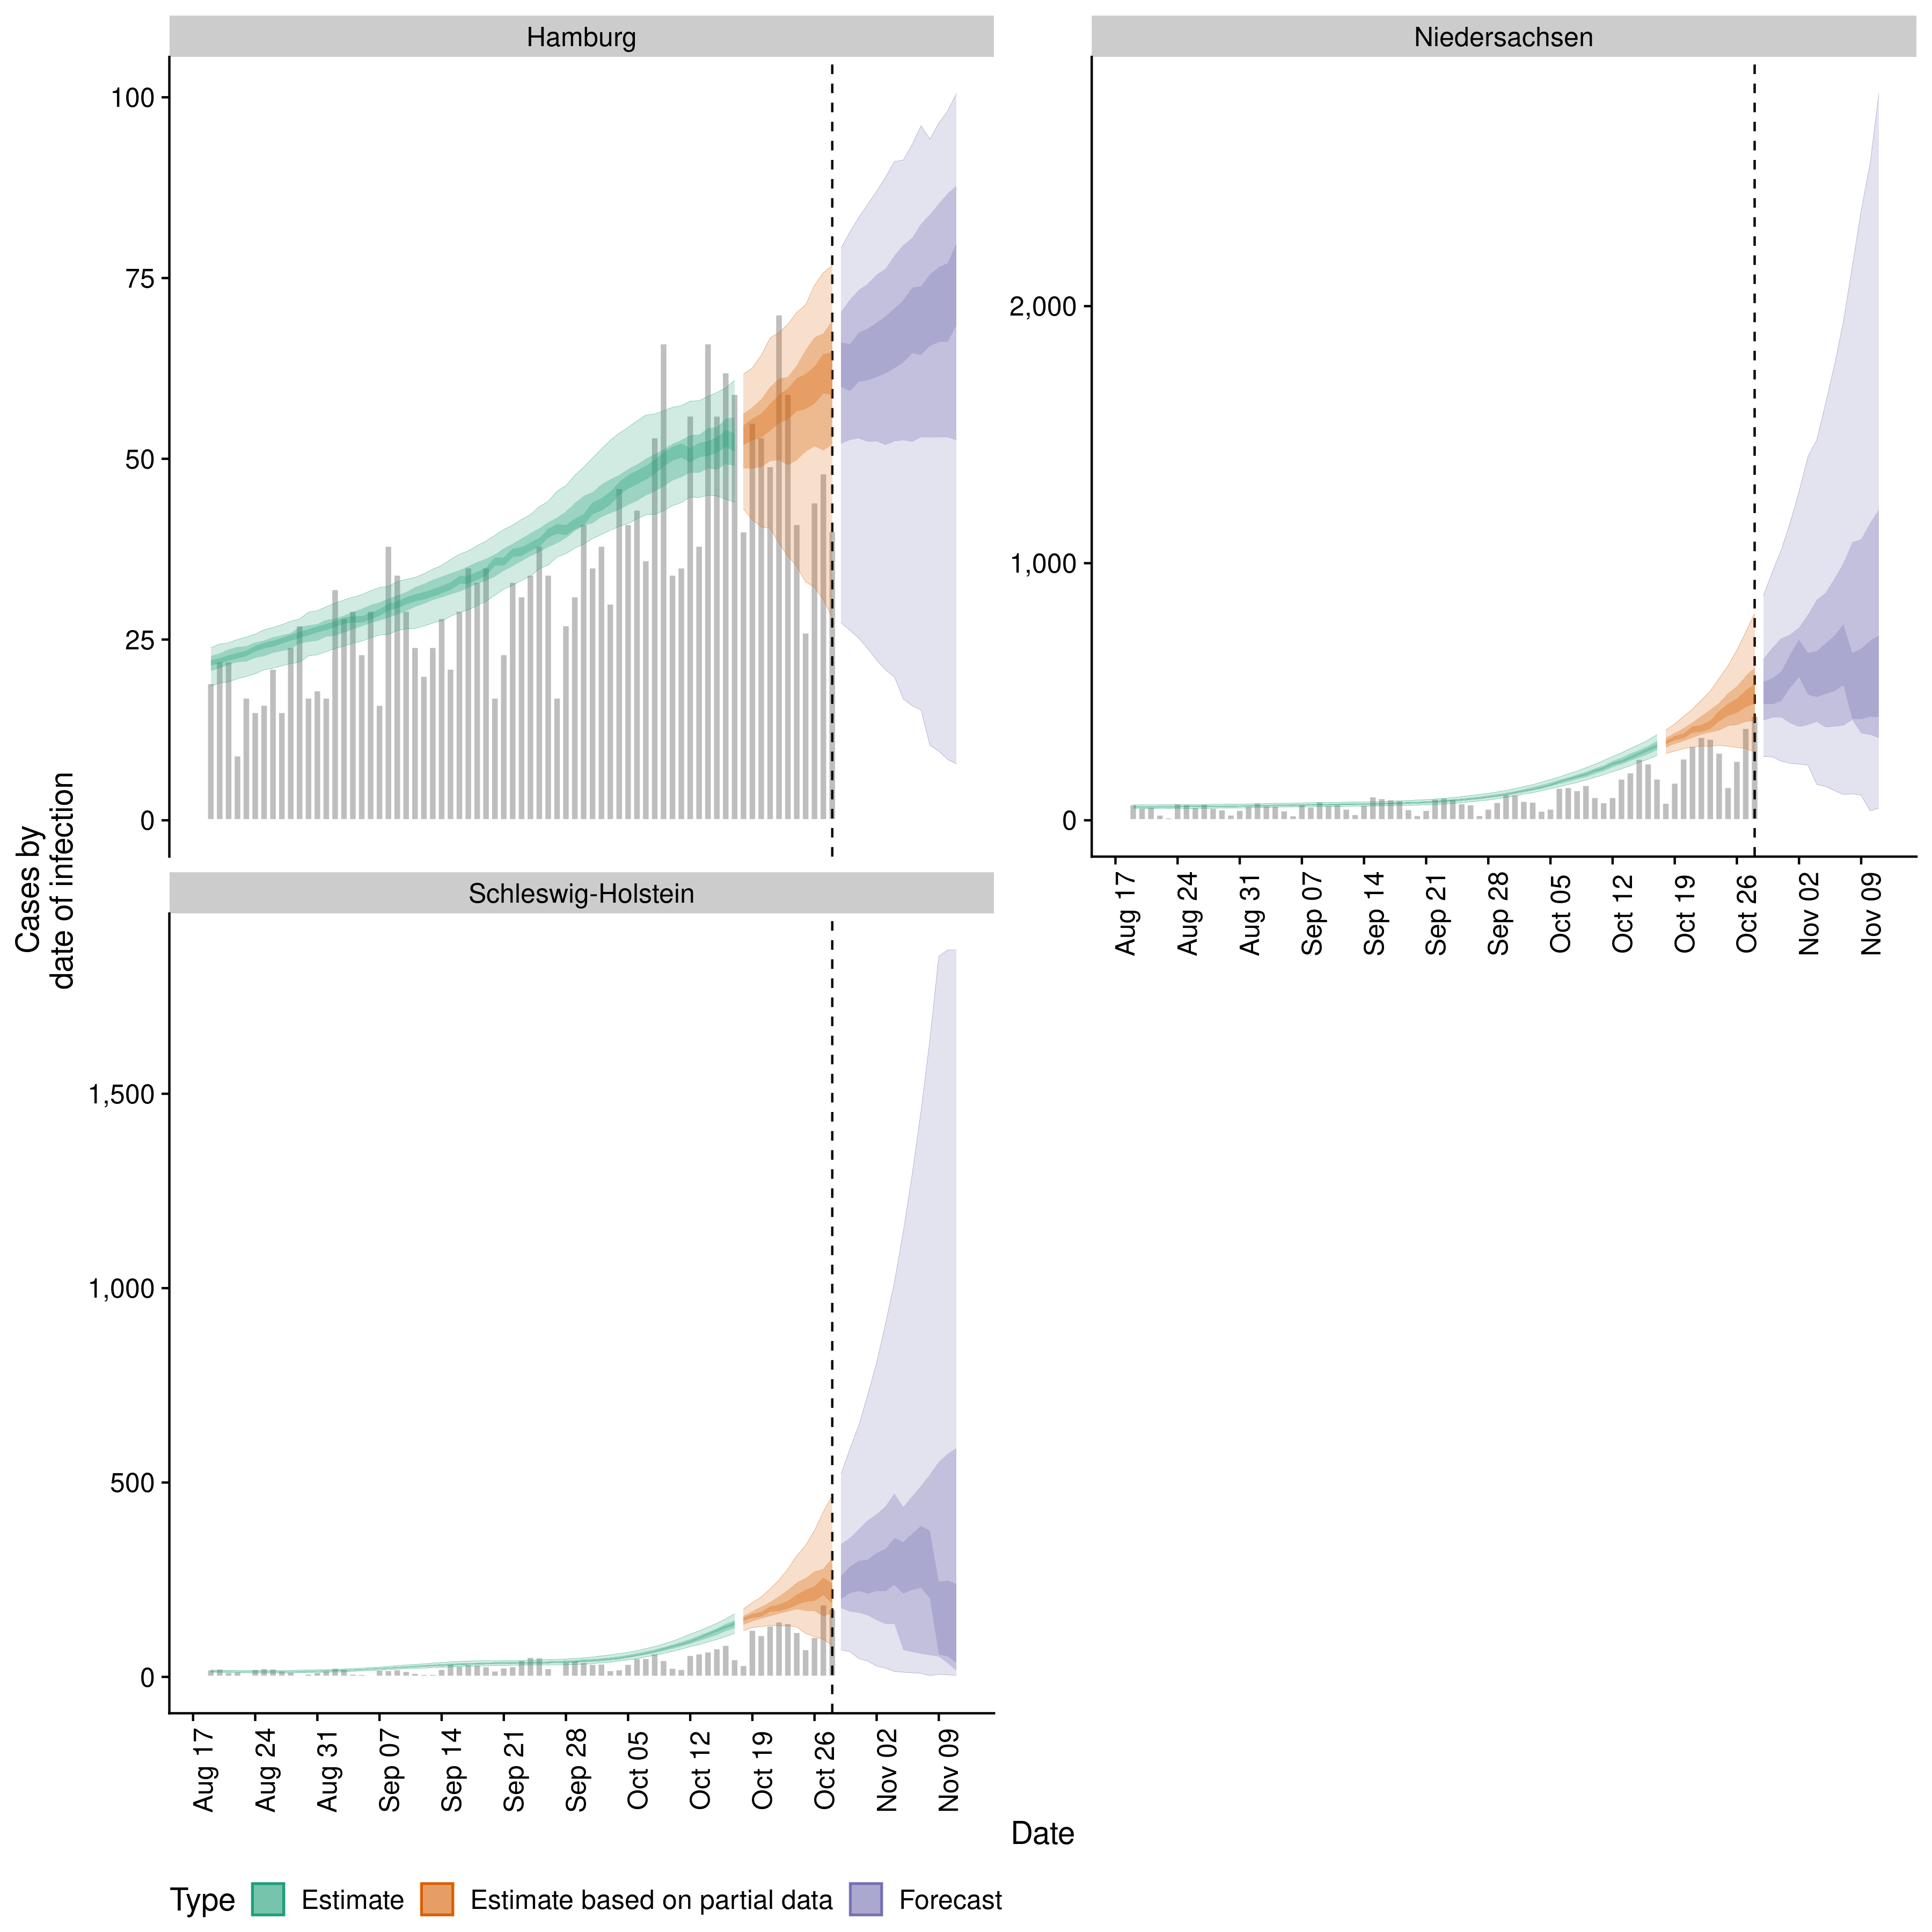 Hamburg
Niedersachsen
100
75
50
25
0
2,000
1,000
0
Aug 17
Aug 24
Aug 31
Sep 07
Sep 14
Sep 21
Sep 28
Oct 05
Oct 12
Oct 19
Oct 26
Nov 02
Nov 09
Cases by
date of infection
Schleswig-Holstein
1,500
1,000
500
0
Aug 17
Aug 24
Aug 31
Sep 07
Sep 14
Sep 21
Sep 28
Oct 05
Oct 12
Oct 19
Oct 26
Nov 02
Nov 09
Date
Type Estimate Estimate based on partial data Forecast